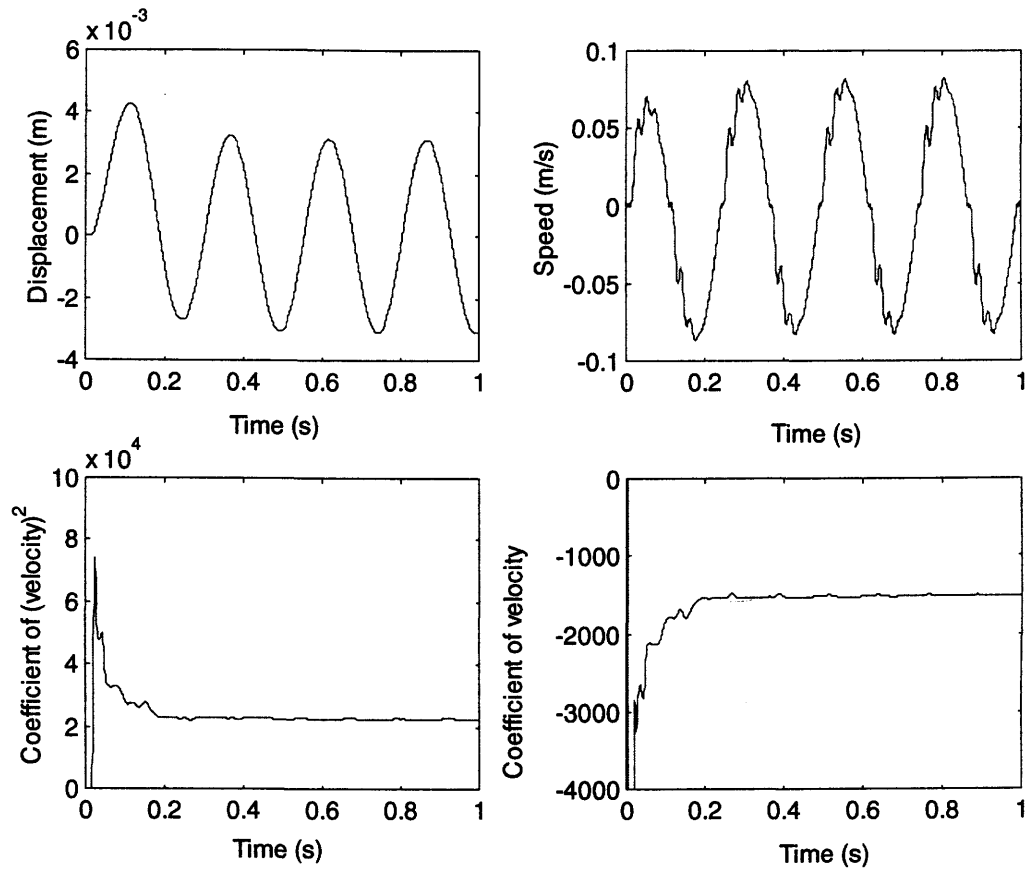 x 10^-3
6
4
2
0
-2
-4
Displacement (m)
0 0.2 0.4 0.6 0.8 1
Time (s)
0.1
0.05
0
-0.05
-0.1
Speed (m/s)
0 0.2 0.4 0.6 0.8 1
Time (s)
x 10^4
10
8
6
4
2
0
Coefficient of (velocity)^2
0 0.2 0.4 0.6 0.8 1
Time (s)
0
-1000
-2000
-3000
-4000
Coefficient of velocity
0 0.2 0.4 0.6 0.8 1
Time (s)